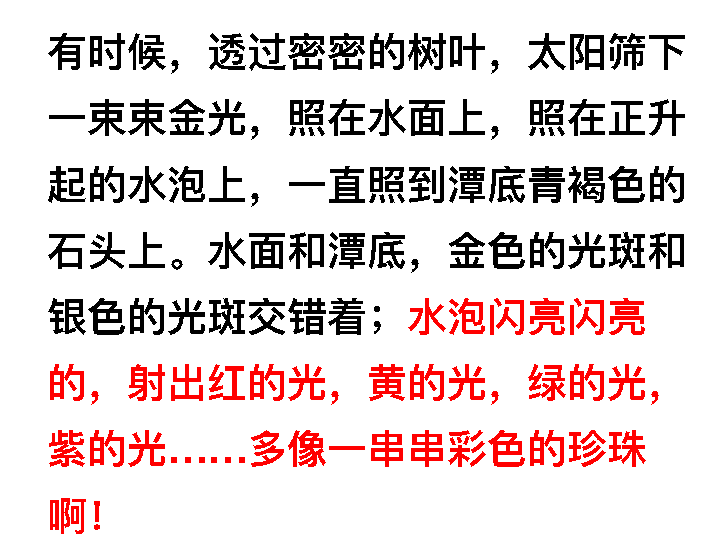 有时候，透过密密的树叶，太阳筛下
一束束金光，照在水面上，照在正升
起的水泡上，一直照到潭底青褐色的
石头上。水面和潭底，金色的光斑和
银色的光斑交错着；水泡闪亮闪亮
的，射出红的光，黄的光，绿的光，
紫的光……多像一串串彩色的珍珠
啊！